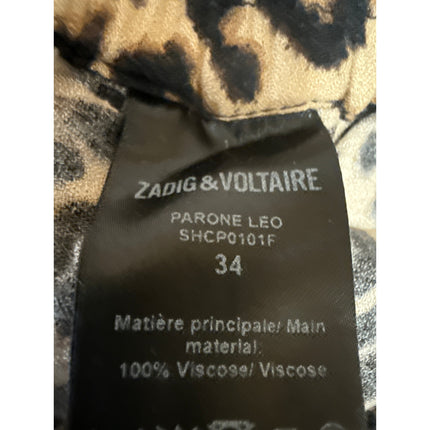 ZADIG&VOLTAIRE
PARONE LEO
SHCP0101F
34
Matière principale/ Main
material:
100% Viscose/ Viscose